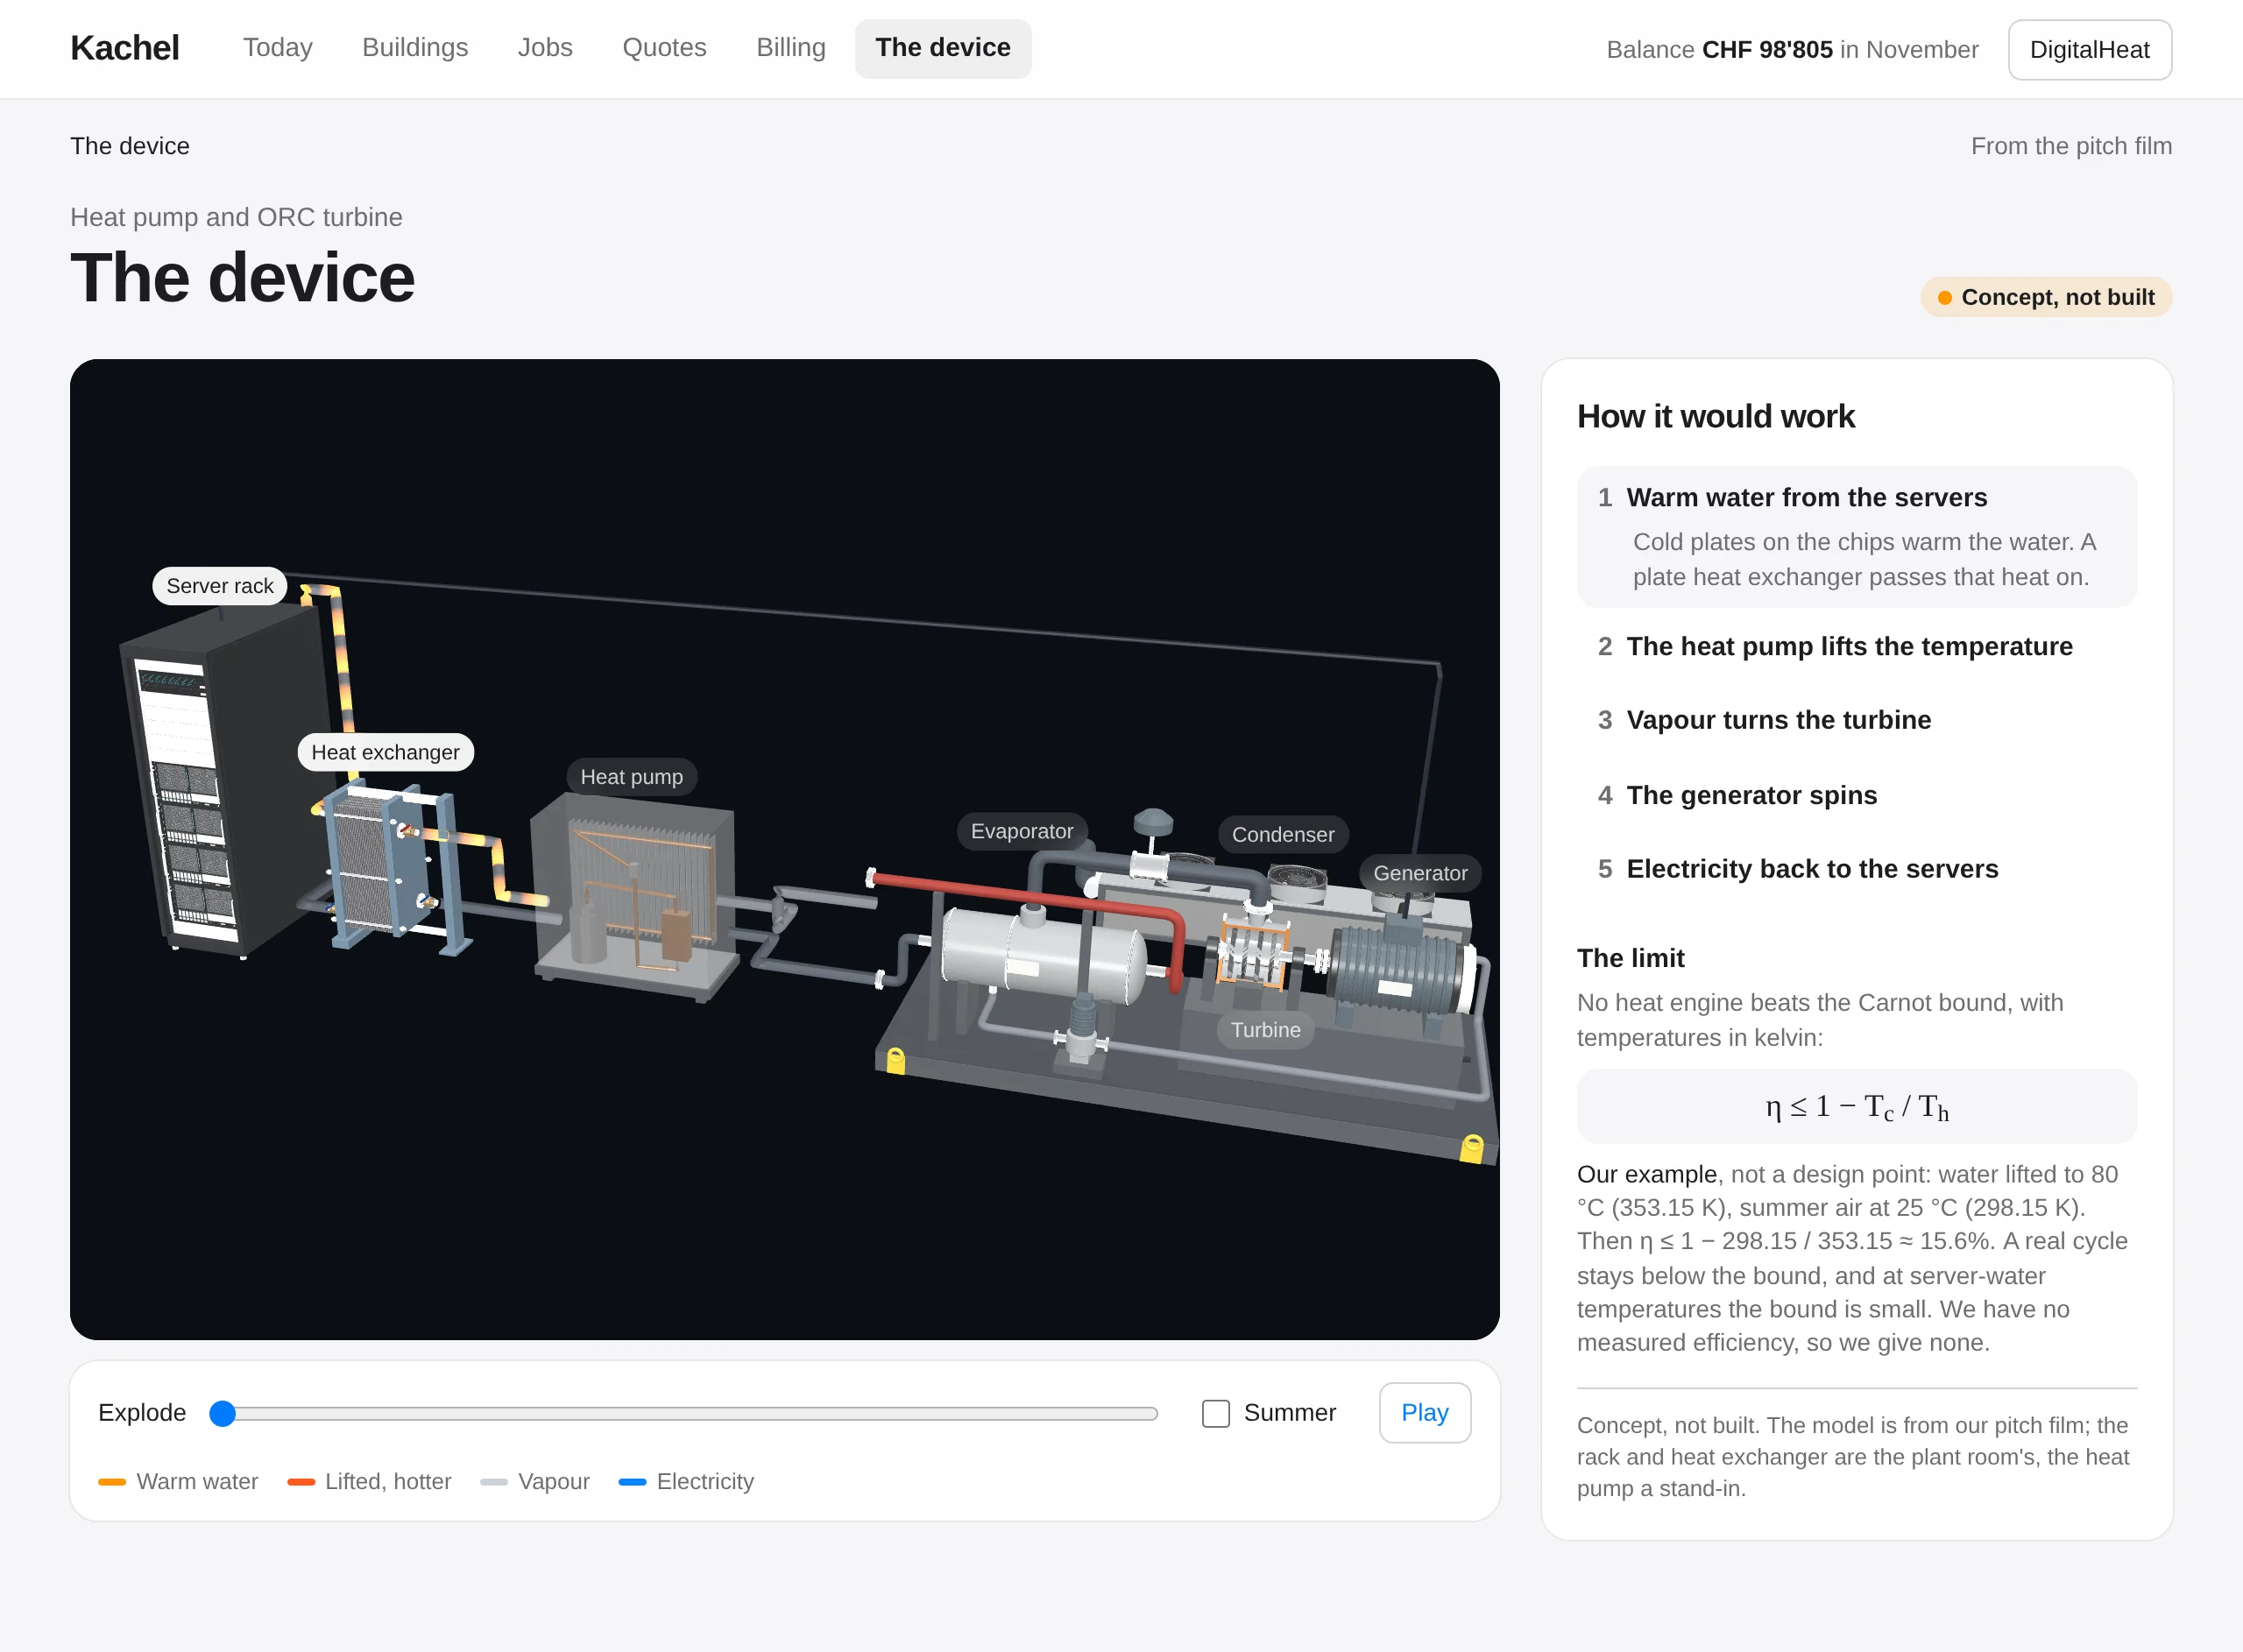 Kachel
Today
Buildings
Jobs
Quotes
Billing
The device
Balance CHF 98'805 in November
DigitalHeat
The device
From the pitch film
Heat pump and ORC turbine
The device
Concept, not built
Server rack
Heat exchanger
Heat pump
Evaporator
Condenser
Generator
Turbine
Explode
Summer
Play
Warm water
Lifted, hotter
Vapour
Electricity
How it would work
1 Warm water from the servers
Cold plates on the chips warm the water. A
plate heat exchanger passes that heat on.
2 The heat pump lifts the temperature
3 Vapour turns the turbine
4 The generator spins
5 Electricity back to the servers
The limit
No heat engine beats the Carnot bound, with
temperatures in kelvin:
η ≤ 1 − Tc / Th
Our example, not a design point: water lifted to 80
°C (353.15 K), summer air at 25 °C (298.15 K).
Then η ≤ 1 − 298.15 / 353.15 ≈ 15.6%. A real cycle
stays below the bound, and at server-water
temperatures the bound is small. We have no
measured efficiency, so we give none.
Concept, not built. The model is from our pitch film; the
rack and heat exchanger are the plant room's, the heat
pump a stand-in.